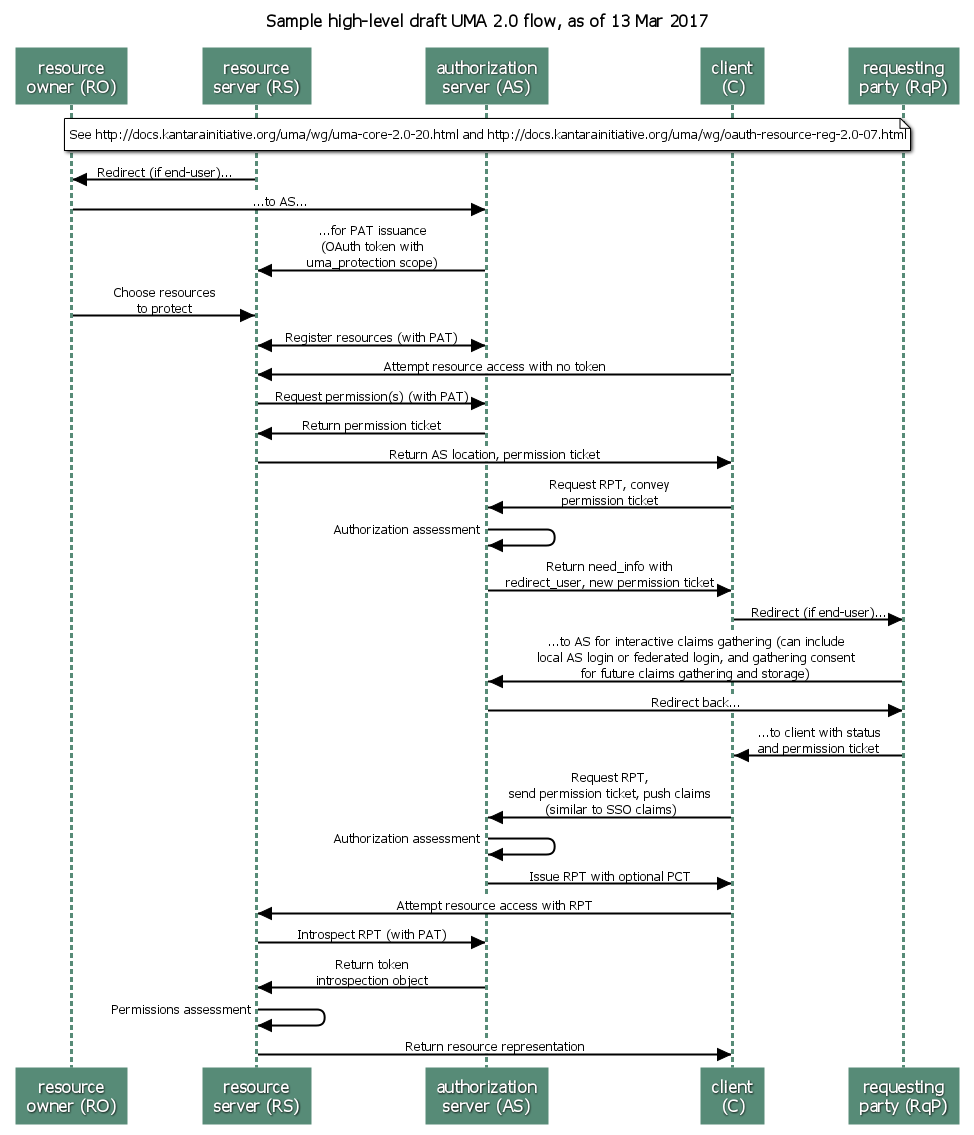 Sample high-level draft UMA 2.0 flow, as of 13 Mar 2017
resource
owner (RO)
resource
server (RS)
authorization
server (AS)
client
(C)
requesting
party (RqP)
See http://docs.kantarainitiative.org/uma/wg/uma-core-2.0-20.html and http://docs.kantarainitiative.org/uma/wg/oauth-resource-reg-2.0-07.html
Redirect (if end-user)...
...to AS...
...for PAT issuance
(OAuth token with
uma_protection scope)
Choose resources
to protect
Register resources (with PAT)
Attempt resource access with no token
Request permission(s) (with PAT)
Return permission ticket
Return AS location, permission ticket
Request RPT, convey
permission ticket
Authorization assessment
Return need_info with
redirect_user, new permission ticket
Redirect (if end-user)...
...to AS for interactive claims gathering (can include
local AS login or federated login, and gathering consent
for future claims gathering and storage)
Redirect back...
...to client with status
and permission ticket
Request RPT,
send permission ticket, push claims
(similar to SSO claims)
Authorization assessment
Issue RPT with optional PCT
Attempt resource access with RPT
Introspect RPT (with PAT)
Return token
introspection object
Permissions assessment
Return resource representation
resource
owner (RO)
resource
server (RS)
authorization
server (AS)
client
(C)
requesting
party (RqP)